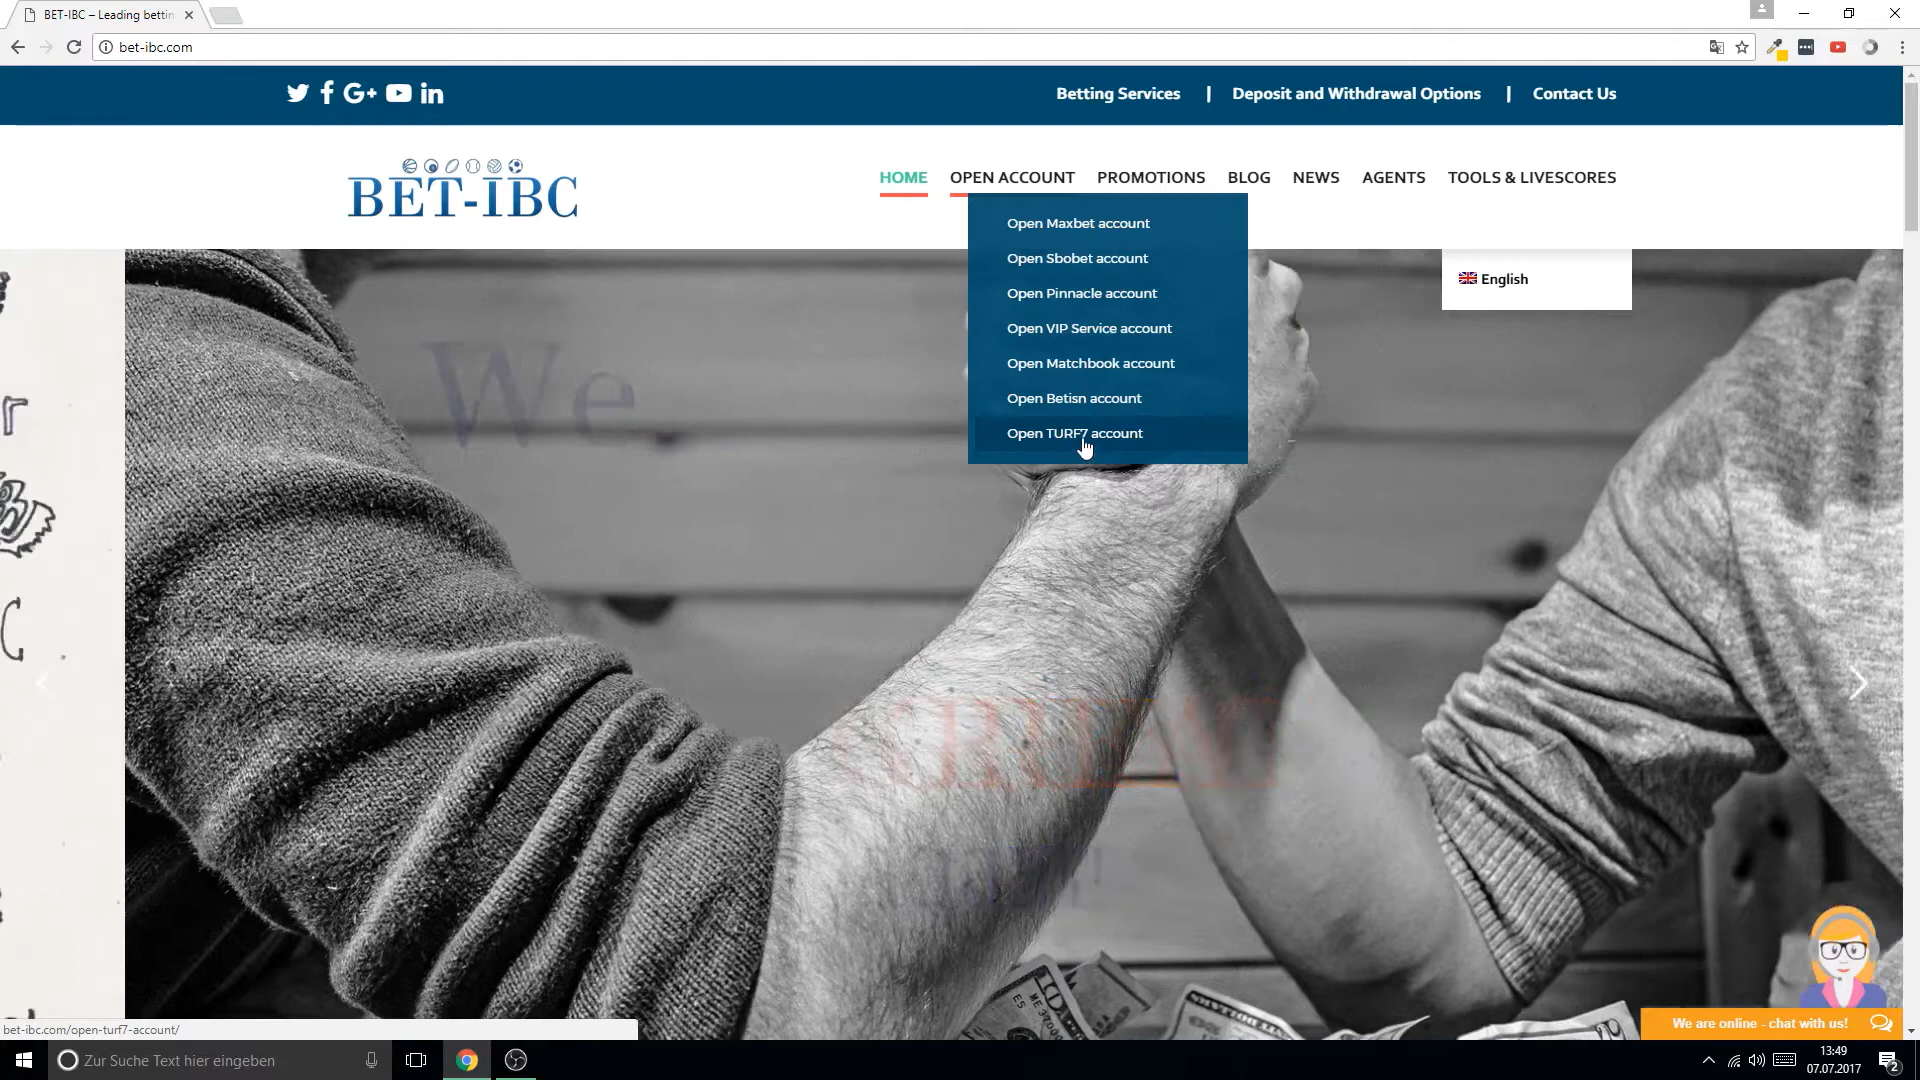 BET-IBC – Leading bettin
bet-ibc.com
Betting Services | Deposit and Withdrawal Options | Contact Us
BET-IBC
HOME OPEN ACCOUNT PROMOTIONS BLOG NEWS AGENTS TOOLS & LIVESCORES
Open Maxbet account
Open Sbobet account
Open Pinnacle account
Open VIP Service account
Open Matchbook account
Open Betisn account
Open TURF7 account
English
We
We are online - chat with us!
bet-ibc.com/open-turf7-account/
Zur Suche Text hier eingeben
13:49
07.07.2017
2